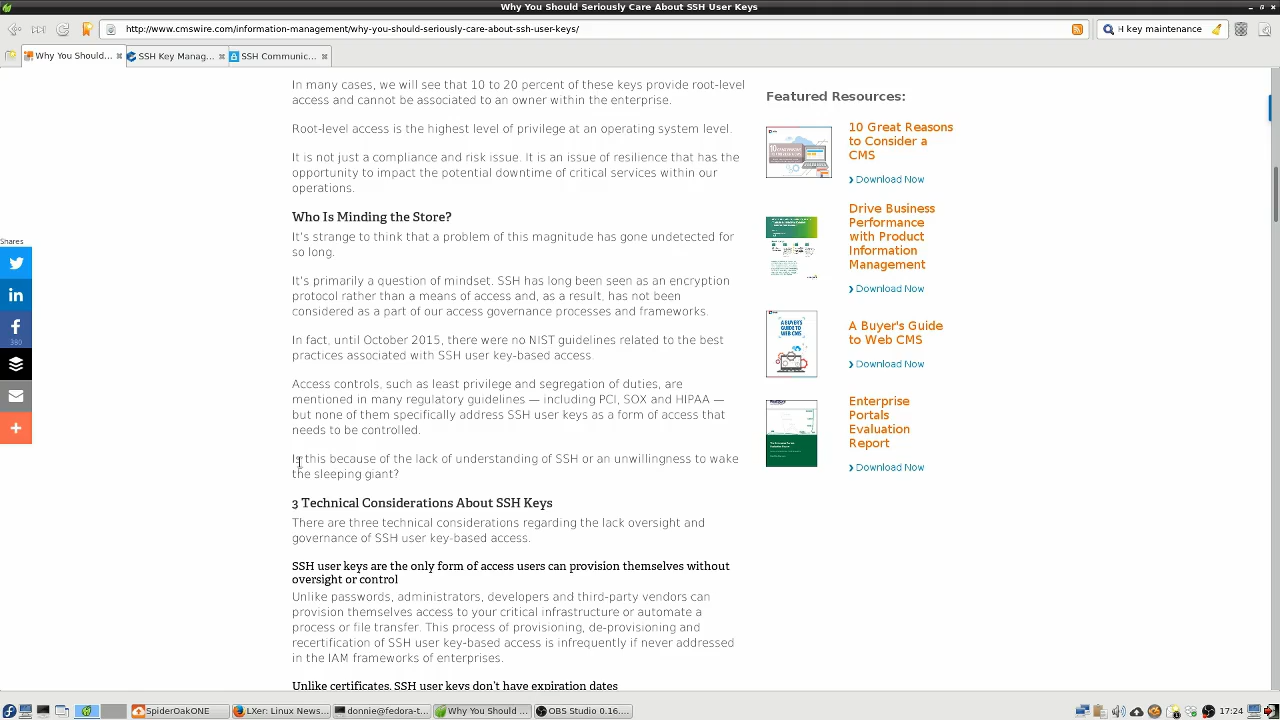 Why You Should Seriously Care About SSH User Keys
http://www.cmswire.com/information-management/why-you-should-seriously-care-about-ssh-user-keys/
H key maintenance
Why You Should...
SSH Key Manag...
SSH Communic...
In many cases, we will see that 10 to 20 percent of these keys provide root-level
access and cannot be associated to an owner within the enterprise.
Root-level access is the highest level of privilege at an operating system level.
It is not just a compliance and risk issue. It is an issue of resilience that has the
opportunity to impact the potential downtime of critical services within our
operations.
Who Is Minding the Store?
It's strange to think that a problem of this magnitude has gone undetected for
so long.
It's primarily a question of mindset. SSH has long been seen as an encryption
protocol rather than a means of access and, as a result, has not been
considered as a part of our access governance processes and frameworks.
In fact, until October 2015, there were no NIST guidelines related to the best
practices associated with SSH user key-based access.
Access controls, such as least privilege and segregation of duties, are
mentioned in many regulatory guidelines — including PCI, SOX and HIPAA —
but none of them specifically address SSH user keys as a form of access that
needs to be controlled.
Is this because of the lack of understanding of SSH or an unwillingness to wake
the sleeping giant?
3 Technical Considerations About SSH Keys
There are three technical considerations regarding the lack oversight and
governance of SSH user key-based access.
SSH user keys are the only form of access users can provision themselves without
oversight or control
Unlike passwords, administrators, developers and third-party vendors can
provision themselves access to your critical infrastructure or automate a
process or file transfer. This process of provisioning, de-provisioning and
recertification of SSH user key-based access is infrequently if never addressed
in the IAM frameworks of enterprises.
Unlike certificates, SSH user keys don't have expiration dates
Shares
380
Featured Resources:
10 Great Reasons
to Consider a
CMS
Download Now
Drive Business
Performance
with Product
Information
Management
Download Now
A BUYER'S
GUIDE TO
WEB CMS
A Buyer's Guide
to Web CMS
Download Now
Enterprise
Portals
Evaluation
Report
Download Now
SpiderOakONE
LXer: Linux News...
donnie@fedora-t...
Why You Should ...
OBS Studio 0.16....
17:24